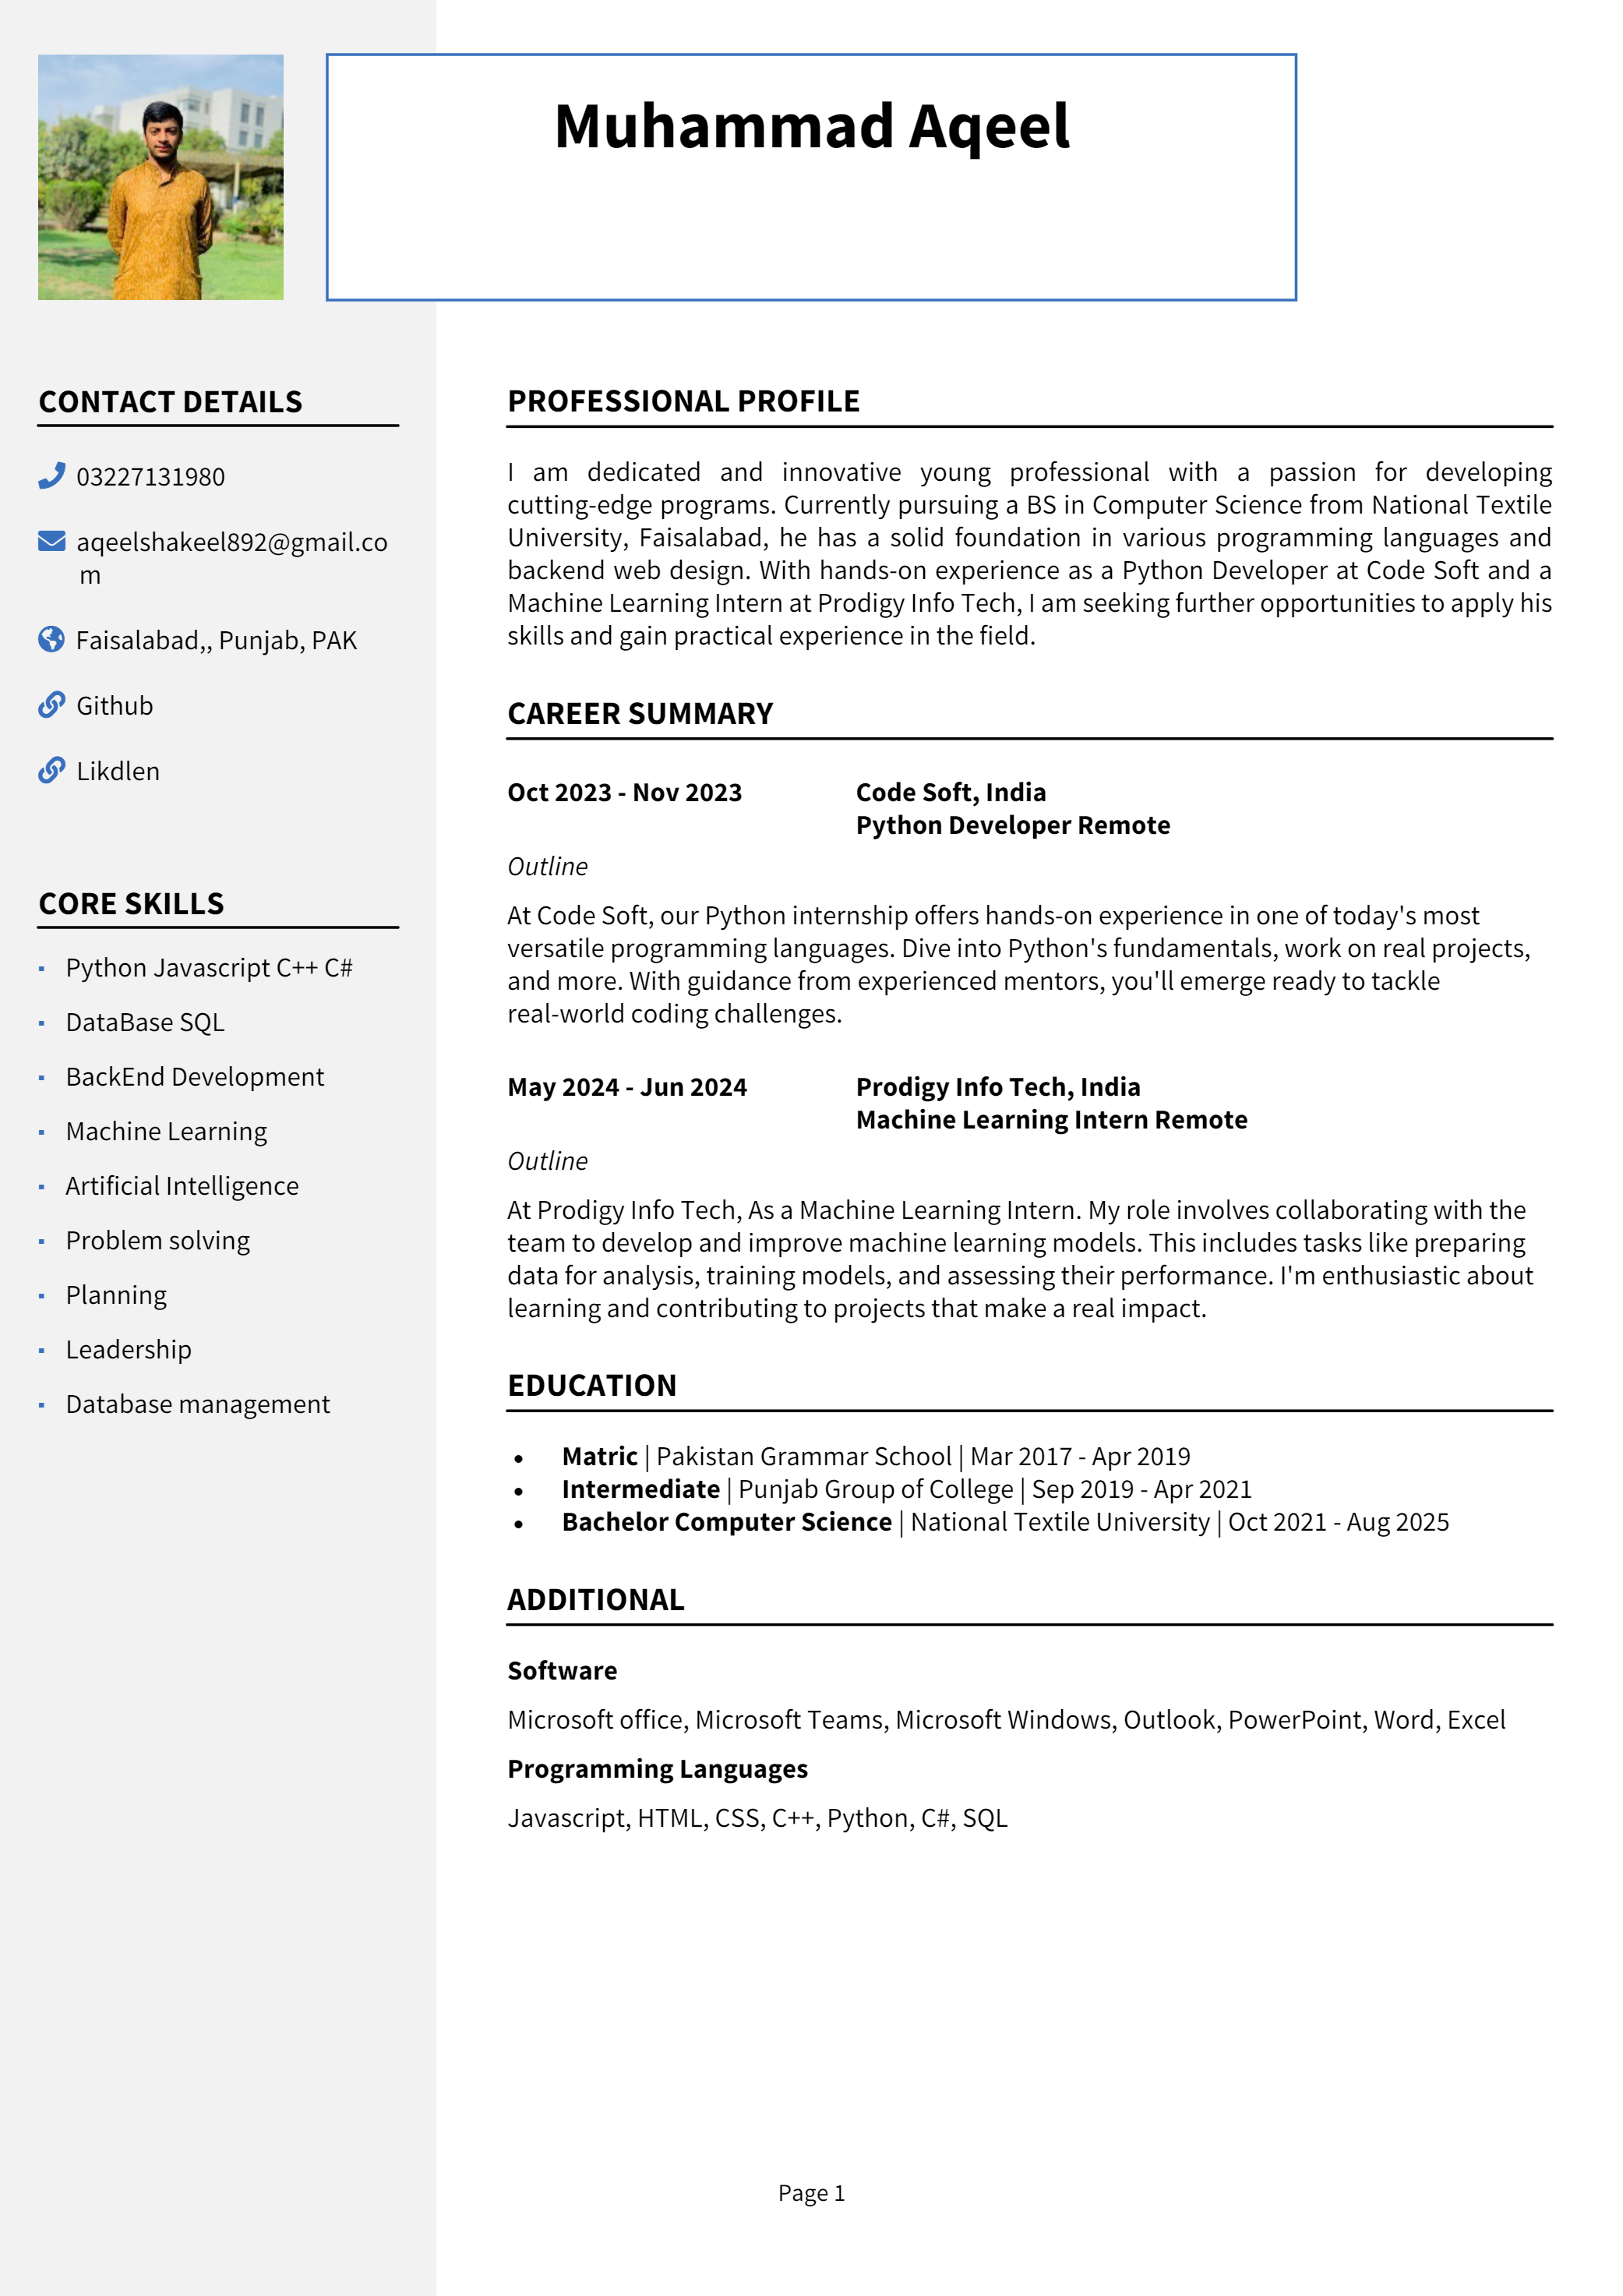 Muhammad Aqeel
CONTACT DETAILS
03227131980
aqeelshakeel892@gmail.co
m
Faisalabad,, Punjab, PAK
Github
Likdlen
CORE SKILLS
Python Javascript C++ C#
DataBase SQL
BackEnd Development
Machine Learning
Artificial Intelligence
Problem solving
Planning
Leadership
Database management
PROFESSIONAL PROFILE
I am dedicated and innovative young professional with a passion for developing
cutting-edge programs. Currently pursuing a BS in Computer Science from National Textile
University, Faisalabad, he has a solid foundation in various programming languages and
backend web design. With hands-on experience as a Python Developer at Code Soft and a
Machine Learning Intern at Prodigy Info Tech, I am seeking further opportunities to apply his
skills and gain practical experience in the field.
CAREER SUMMARY
Oct 2023 - Nov 2023 Code Soft, India
Python Developer Remote
Outline
At Code Soft, our Python internship offers hands-on experience in one of today's most
versatile programming languages. Dive into Python's fundamentals, work on real projects,
and more. With guidance from experienced mentors, you'll emerge ready to tackle
real-world coding challenges.
May 2024 - Jun 2024 Prodigy Info Tech, India
Machine Learning Intern Remote
Outline
At Prodigy Info Tech, As a Machine Learning Intern. My role involves collaborating with the
team to develop and improve machine learning models. This includes tasks like preparing
data for analysis, training models, and assessing their performance. I'm enthusiastic about
learning and contributing to projects that make a real impact.
EDUCATION
• Matric | Pakistan Grammar School | Mar 2017 - Apr 2019
• Intermediate | Punjab Group of College | Sep 2019 - Apr 2021
• Bachelor Computer Science | National Textile University | Oct 2021 - Aug 2025
ADDITIONAL
Software
Microsoft office, Microsoft Teams, Microsoft Windows, Outlook, PowerPoint, Word, Excel
Programming Languages
Javascript, HTML, CSS, C++, Python, C#, SQL
Page 1